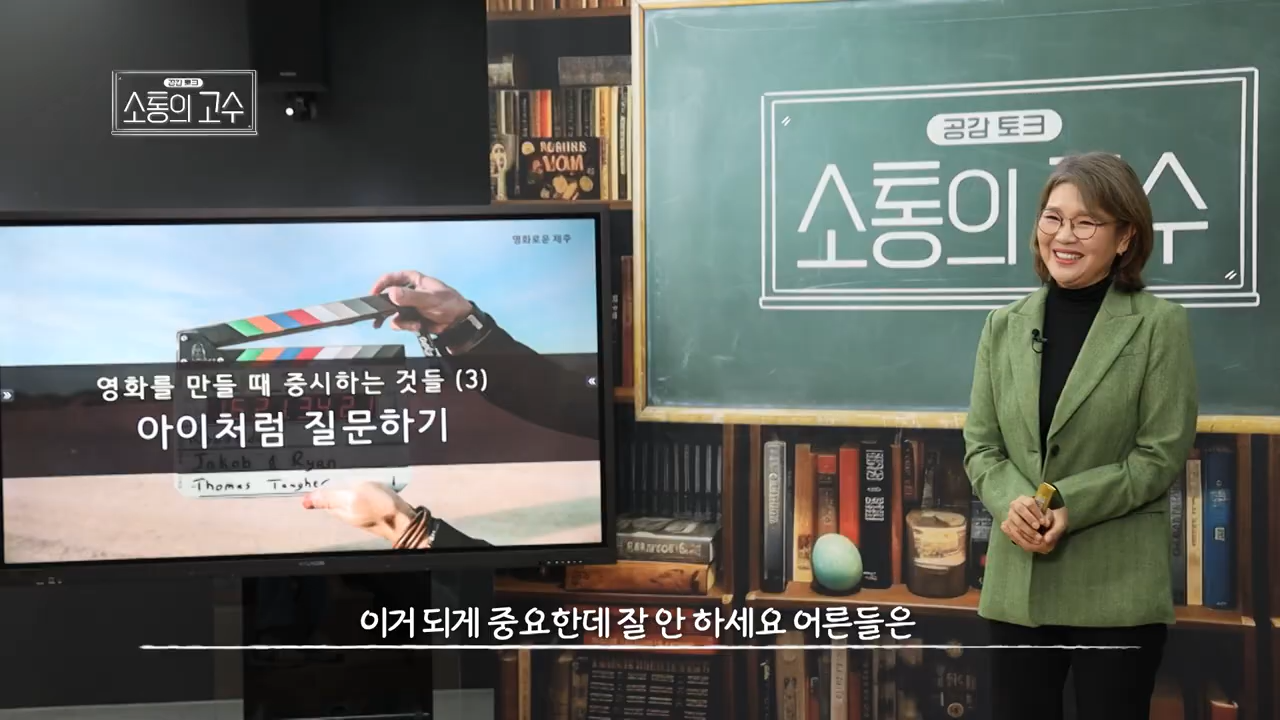 공감 토크
소통의 고수
공감 토크
소통의 수
영화로운 제주
영화를 만들 때 중시하는 것들 (3)
아이처럼 질문하기
Jakob & Ryan
Thomas Taugher
이거 되게 중요한데 잘 안 하세요 어른들은